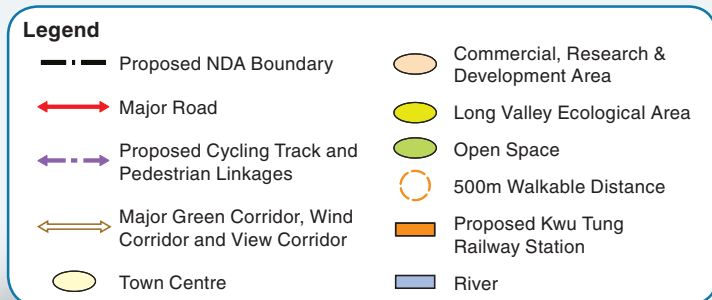 Legend
Proposed NDA Boundary
Major Road
Proposed Cycling Track and
Pedestrian Linkages
Major Green Corridor, Wind
Corridor and View Corridor
Town Centre
Commercial, Research &
Development Area
Long Valley Ecological Area
Open Space
500m Walkable Distance
Proposed Kwu Tung
Railway Station
River